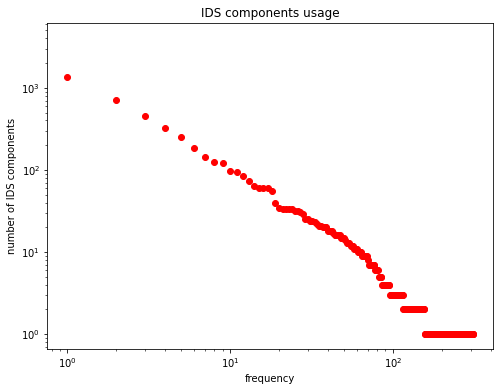 IDS components usage
number of IDS components
10³
10²
10¹
10⁰
10⁰ 10¹ 10²
frequency